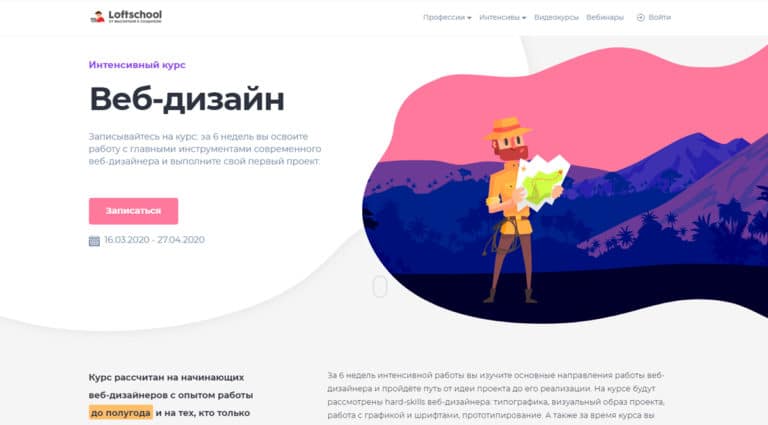 Loftschool
ОТ МЫСЛИТЕЛЯ К СОЗДАТЕЛЮ
Профессии
Интенсивы
Видеокурсы
Вебинары
Войти
Интенсивный курс
Веб-дизайн
Записывайтесь на курс: за 6 недель вы освоите
работу с главными инструментами современного
веб-дизайнера и выполните свой первый проект.
Записаться
16.03.2020 - 27.04.2020
Курс рассчитан на начинающих
веб-дизайнеров с опытом работы
до полугода и на тех, кто только
За 6 недель интенсивной работы вы изучите основные направления работы веб-
дизайнера и пройдёте путь от идеи проекта до его реализации. На курсе будут
рассмотрены hard-skills веб-дизайнера: типографика, визуальный образ проекта,
работа с графикой и шрифтами, прототипирование. А также за время курса вы